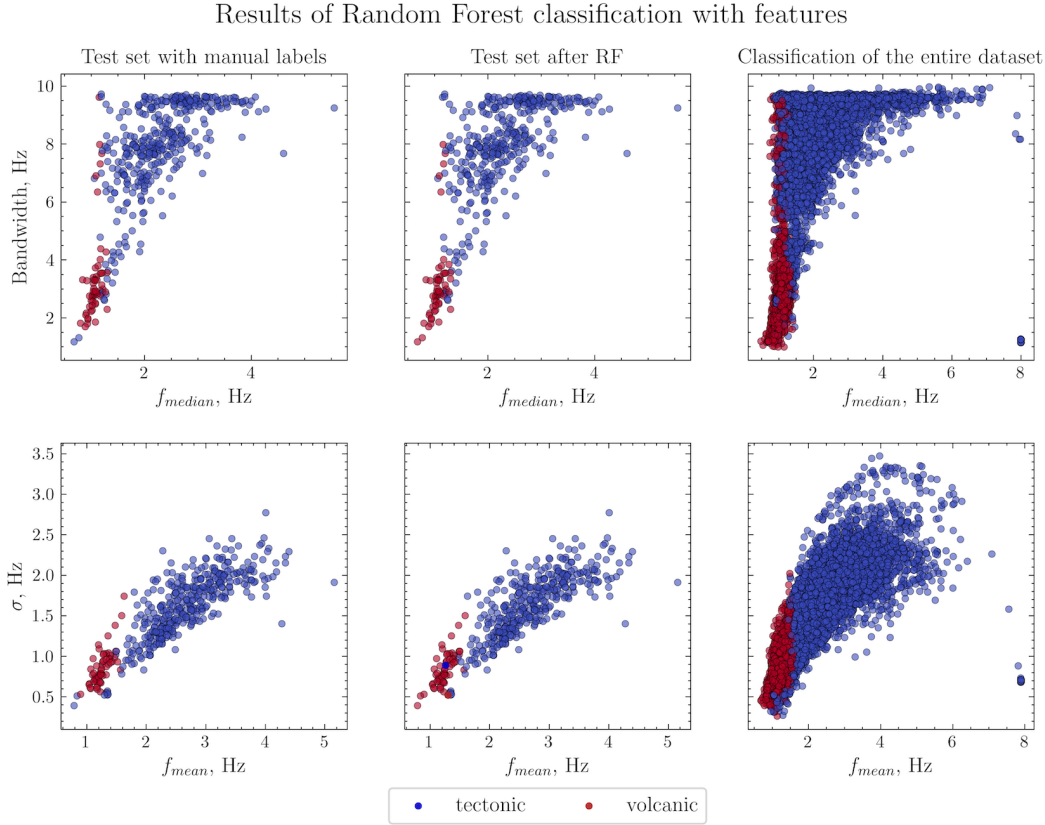 Results of Random Forest classification with features
Test set with manual labels
Test set after RF
Classification of the entire dataset
Bandwidth, Hz
10
8
6
4
2
2 4
2 4
2 4 6 8
f_median, Hz
f_median, Hz
f_median, Hz
σ, Hz
3.5
3.0
2.5
2.0
1.5
1.0
0.5
1 2 3 4 5
1 2 3 4 5
2 4 6 8
f_mean, Hz
f_mean, Hz
f_mean, Hz
tectonic volcanic